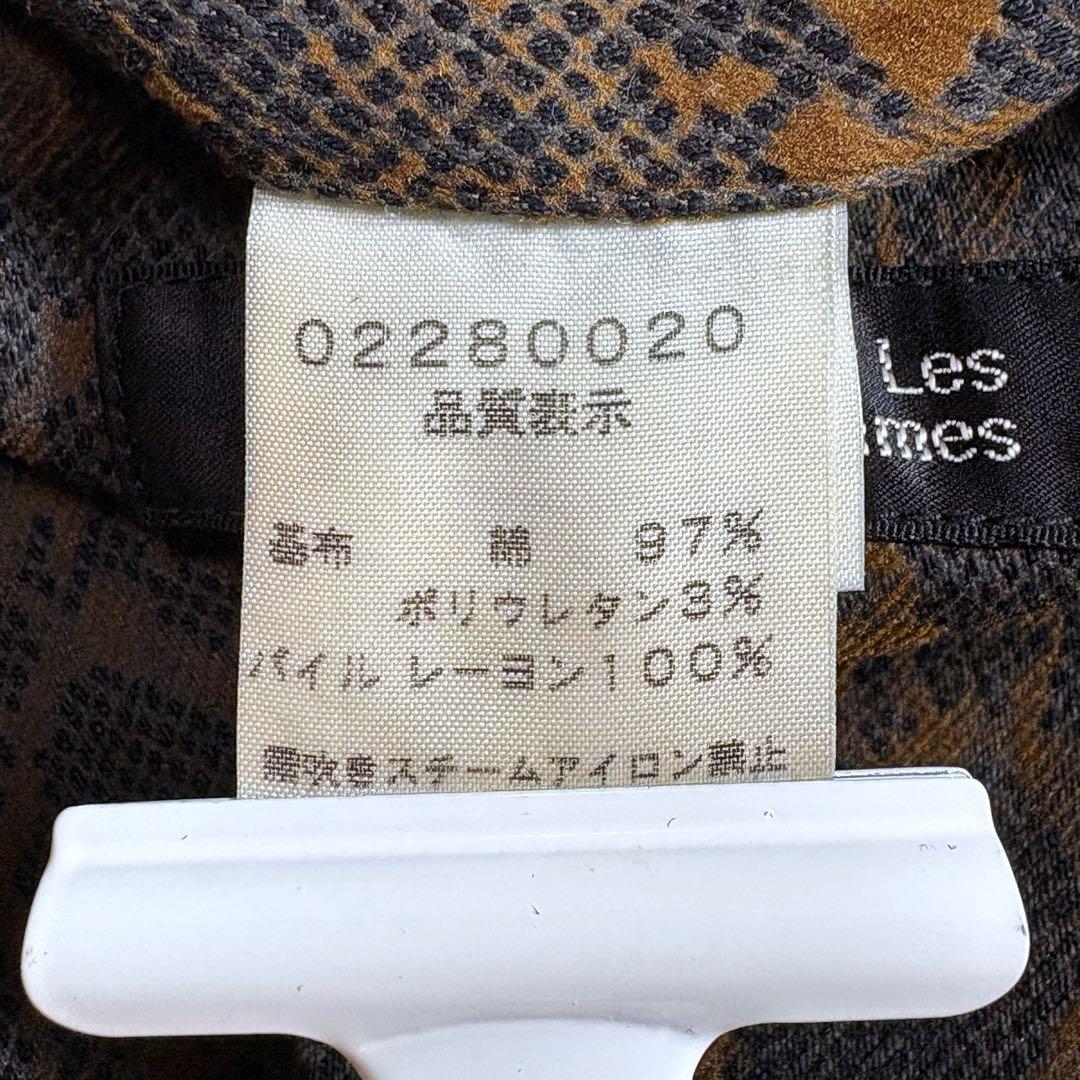 02280020
品質表示
基布 綿 97%
ポリウレタン3%
パイル レーヨン100%
霧吹きスチームアイロン禁止
Les
mes